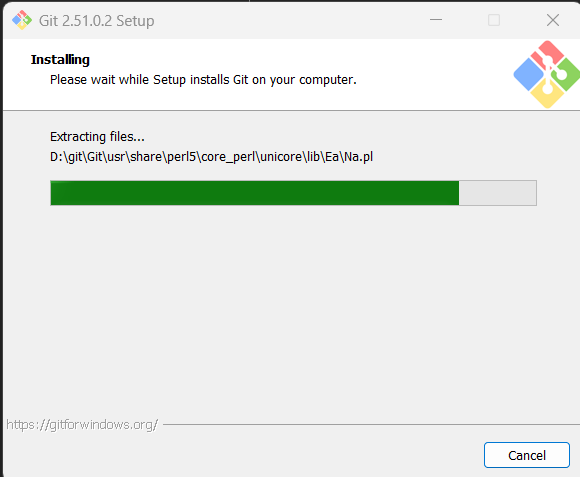 Git 2.51.0.2 Setup
Installing
Please wait while Setup installs Git on your computer.
Extracting files...
D:\git\Git\usr\share\perl5\core_perl\unicore\lib\Ea\Na.pl
https://gitforwindows.org/
Cancel